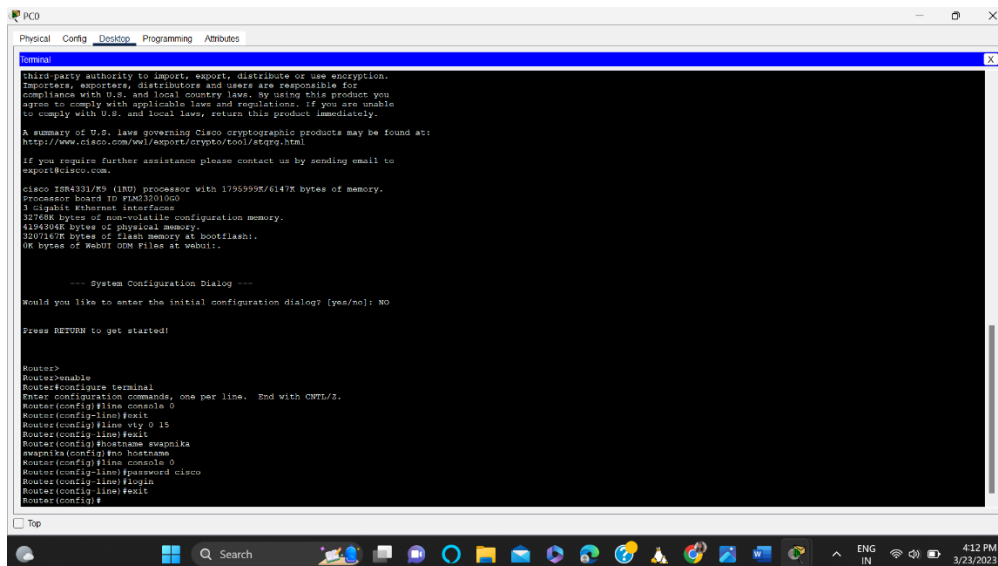 PC0
Physical Config Desktop Programming Attributes
Terminal X
third-party authority to import, export, distribute or use encryption.
Importers, exporters, distributors and users are responsible for
compliance with U.S. and local country laws. By using this product you
agree to comply with applicable laws and regulations. If you are unable
to comply with U.S. and local laws, return this product immediately.
A summary of U.S. laws governing Cisco cryptographic products may be found at:
http://www.cisco.com/wwl/export/crypto/tool/stqrg.html
If you require further assistance please contact us by sending email to
export@cisco.com.
cisco ISR4331/K9 (1RU) processor with 1795999K/6147K bytes of memory.
Processor board ID FLM232010G0
3 Gigabit Ethernet interfaces
32768K bytes of non-volatile configuration memory.
4194304K bytes of physical memory.
3207167K bytes of flash memory at bootflash:.
0K bytes of WebUI ODM Files at webui:.
--- System Configuration Dialog ---
Would you like to enter the initial configuration dialog? [yes/no]: NO
Press RETURN to get started!
Router>
Router>enable
Router#configure terminal
Enter configuration commands, one per line. End with CNTL/Z.
Router(config)#line console 0
Router(config-line)#exit
Router(config)#line vty 0 15
Router(config-line)#exit
Router(config)#hostname swapnika
swapnika(config)#no hostname
Router(config)#line console 0
Router(config-line)#password cisco
Router(config-line)#login
Router(config-line)#exit
Router(config)#
Top
Search
ENG
IN
4:12 PM
3/23/2023